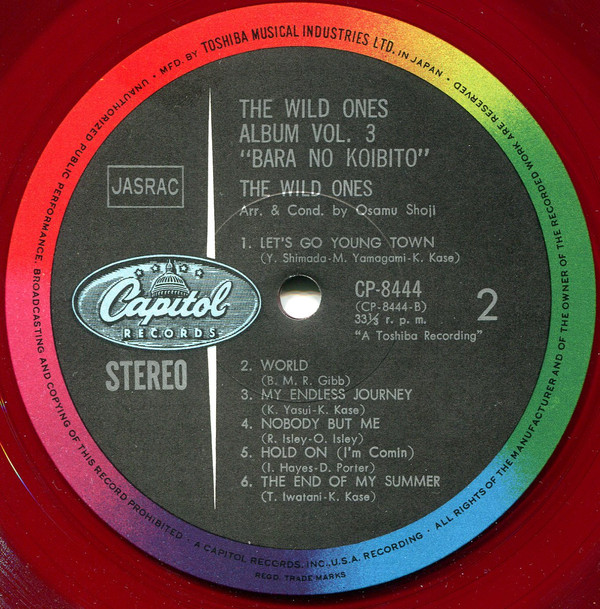 THE WILD ONES
ALBUM VOL. 3
"BARA NO KOIBITO"
THE WILD ONES
Arr. & Cond. by Osamu Shoji
JASRAC
1. LET'S GO YOUNG TOWN
(Y. Shimada-M. Yamagami-K. Kase)
Capitol
RECORDS
STEREO
CP-8444
(CP-8444-B)
33⅓ r. p. m.
"A Toshiba Recording"
2
2. WORLD
(B. M. R. Gibb)
3. MY ENDLESS JOURNEY
(K. Yasui-K. Kase)
4. NOBODY BUT ME
(R. Isley-O. Isley)
5. HOLD ON (I'm Comin)
(I. Hayes-D. Porter)
6. THE END OF MY SUMMER
(T. Iwatani-K. Kase)
· MFD. BY TOSHIBA MUSICAL INDUSTRIES LTD. IN JAPAN · ALL RIGHTS OF THE MANUFACTURER AND OF THE OWNER OF THE RECORDED WORK ARE RESERVED
UNAUTHORIZED PUBLIC PERFORMANCE, BROADCASTING AND COPYING OF THIS RECORD PROHIBITED · A CAPITOL RECORDS, INC., U.S.A. RECORDING ·
REGD. TRADE-MARKS